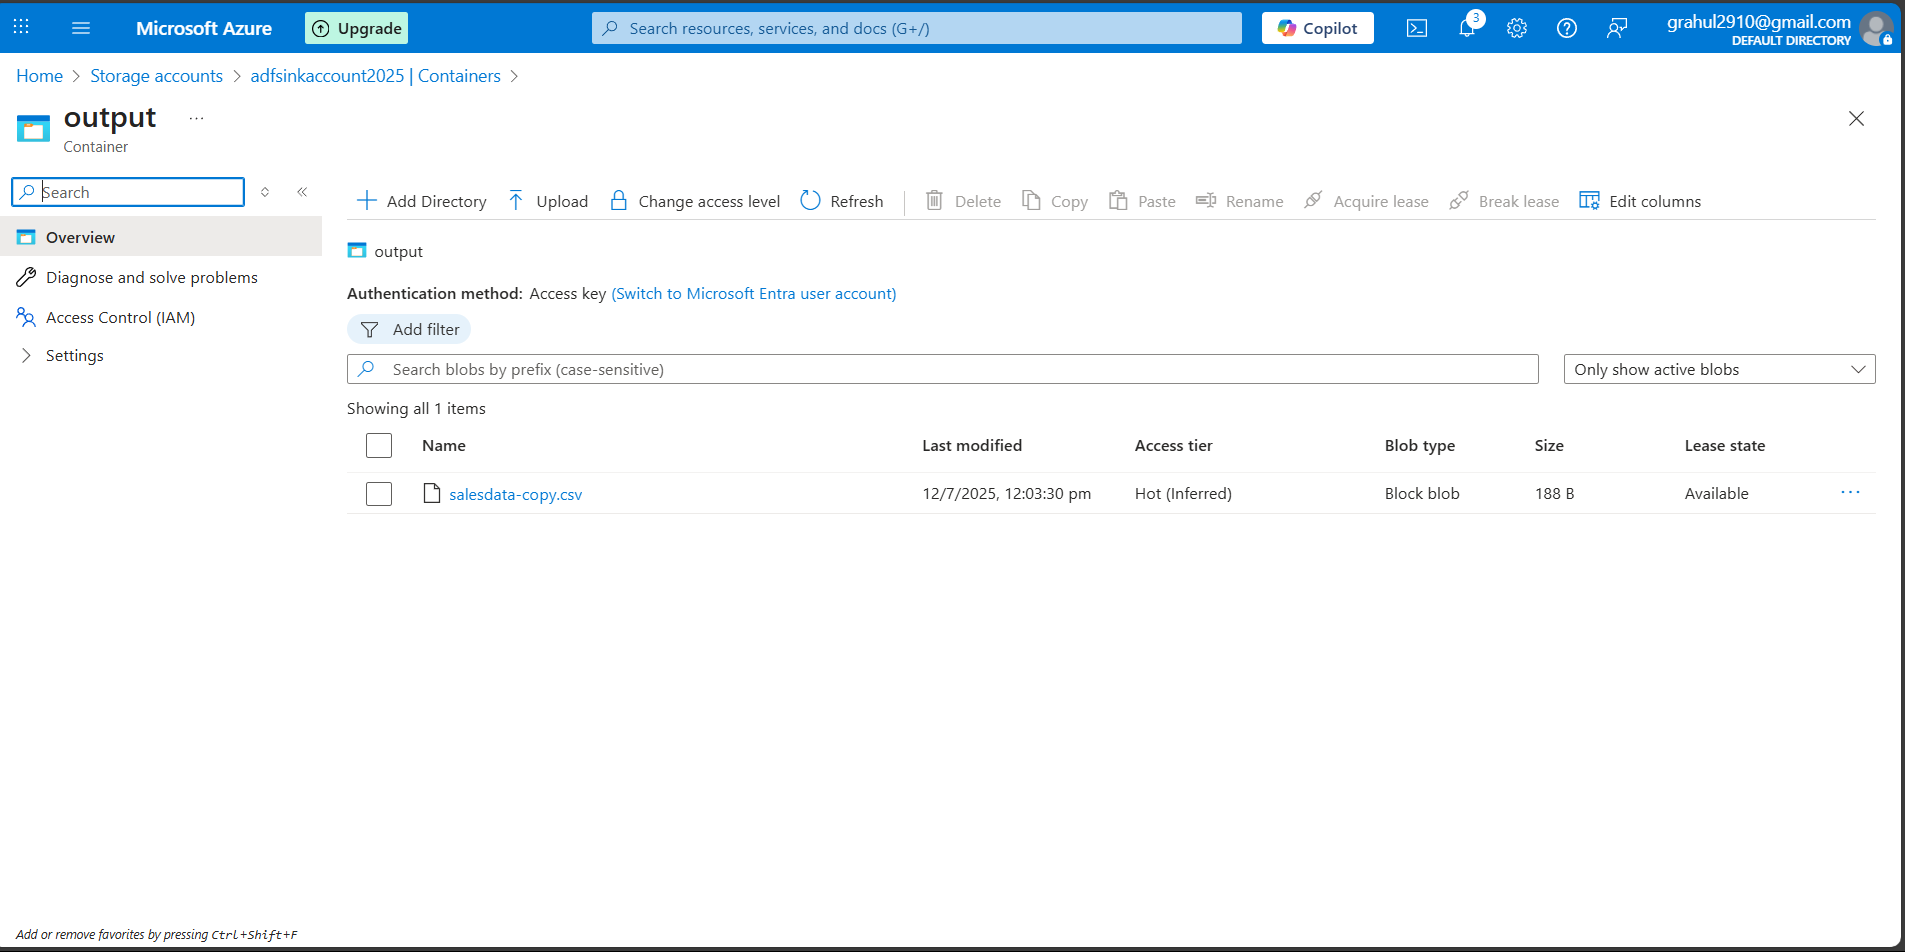 Microsoft Azure
Upgrade
Search resources, services, and docs (G+/)
Copilot
3
grahul2910@gmail.com
DEFAULT DIRECTORY
Home > Storage accounts > adfsinkaccount2025 | Containers >
output
...
Container
Search
Add Directory
Upload
Change access level
Refresh
Delete
Copy
Paste
Rename
Acquire lease
Break lease
Edit columns
Overview
Diagnose and solve problems
Access Control (IAM)
Settings
output
Authentication method: Access key (Switch to Microsoft Entra user account)
Add filter
Search blobs by prefix (case-sensitive)
Only show active blobs
Showing all 1 items
Name Last modified Access tier Blob type Size Lease state
salesdata-copy.csv 12/7/2025, 12:03:30 pm Hot (Inferred) Block blob 188 B Available ...
Add or remove favorites by pressing Ctrl+Shift+F